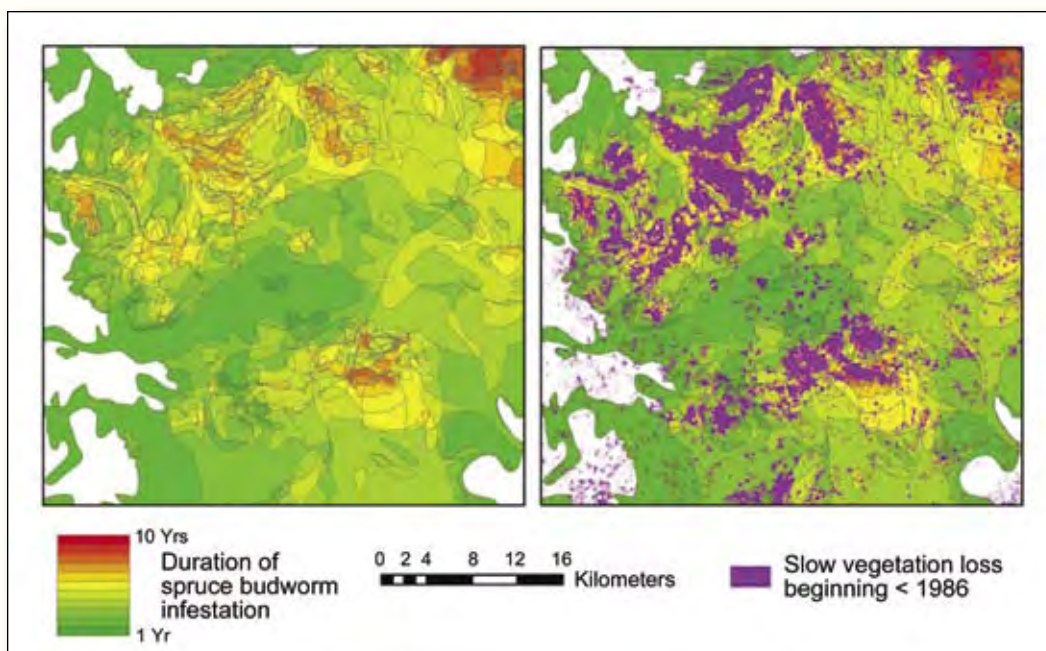 10 Yrs
Duration of
spruce budworm
infestation
1 Yr
0 2 4 8 12 16
Kilometers
Slow vegetation loss
beginning < 1986